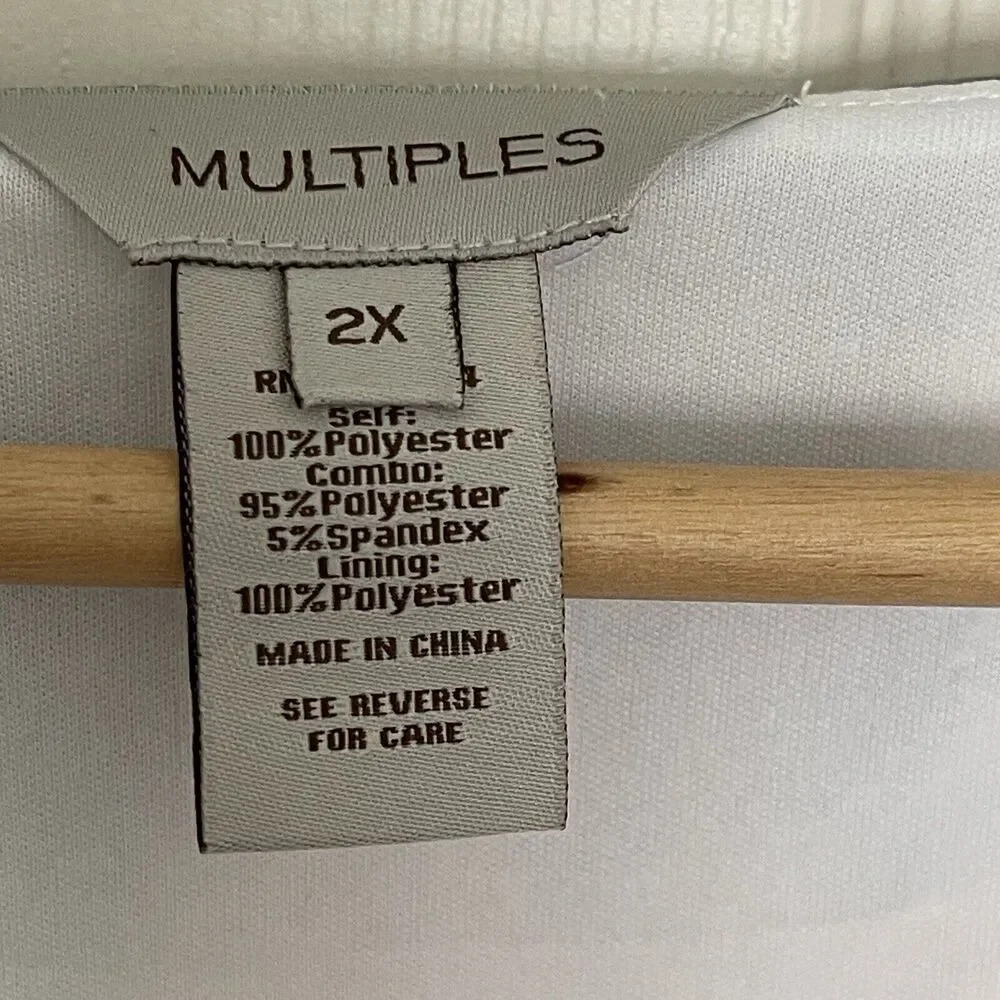 MULTIPLES
2X
Self:
100%Polyester
Combo:
95%Polyester
5%Spandex
Lining:
100%Polyester
MADE IN CHINA
SEE REVERSE
FOR CARE